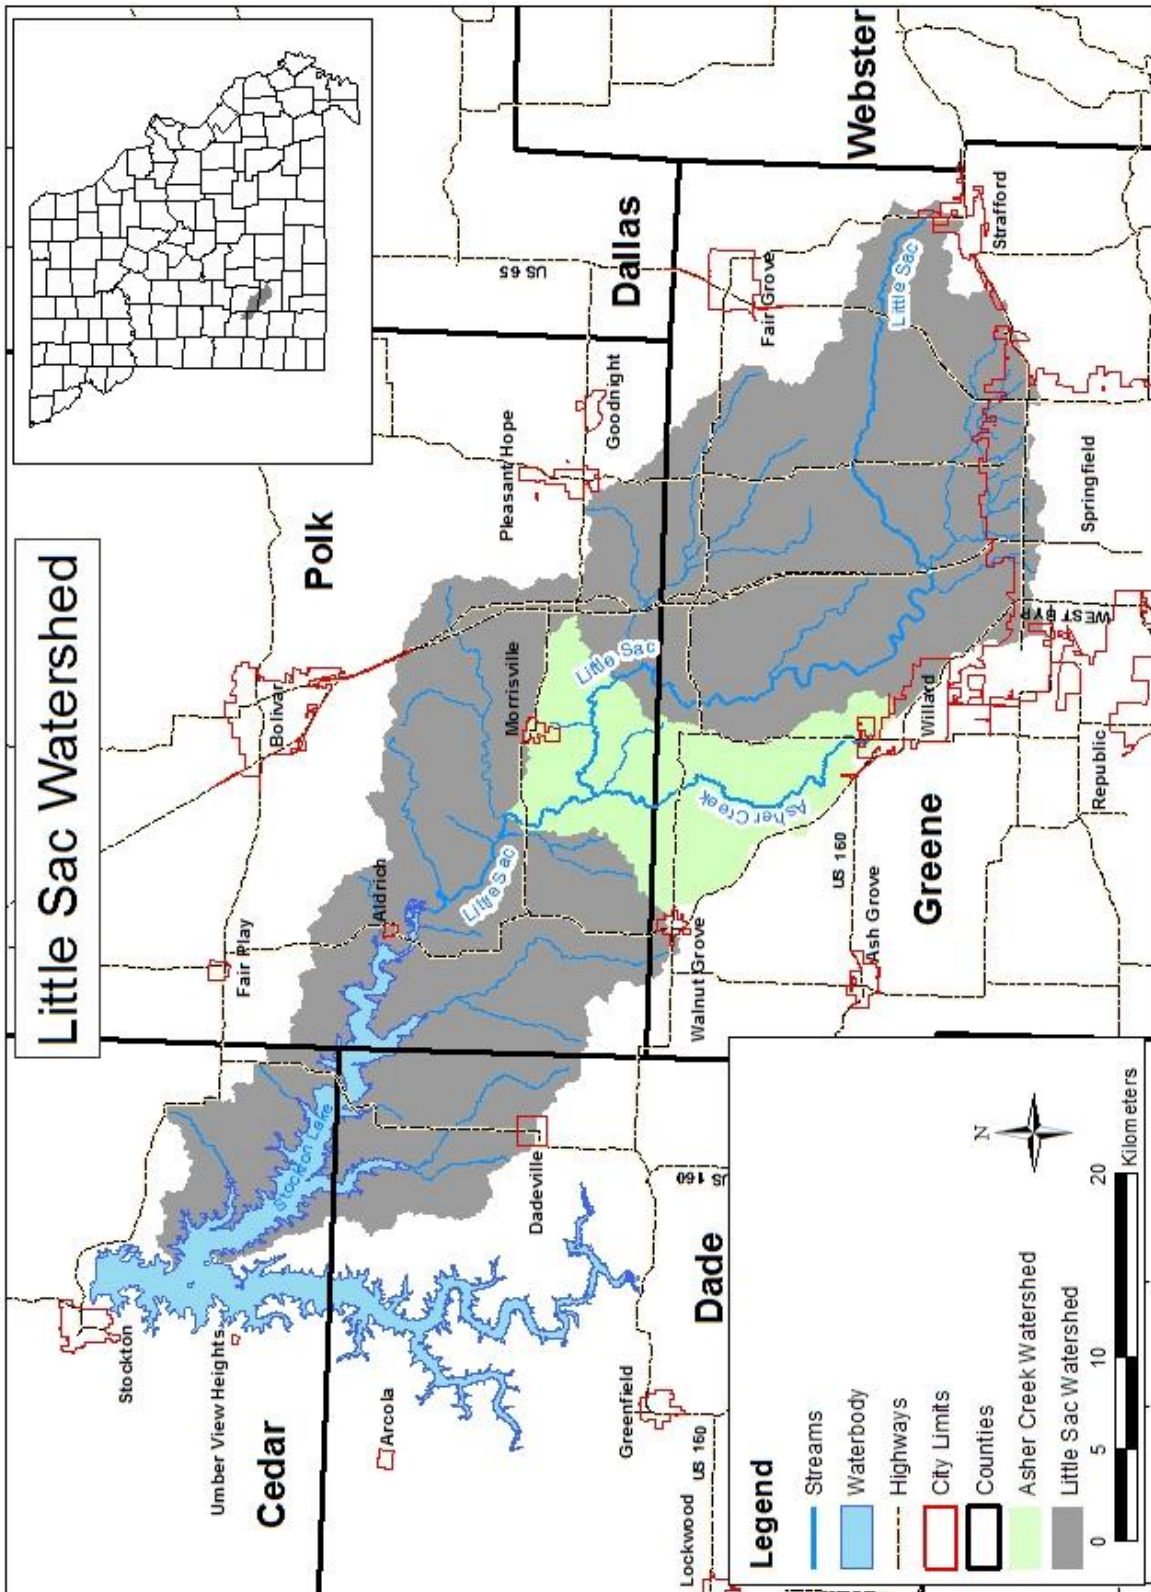 Little Sac Watershed
Stockton
Umber View Heights
Cedar
Arcola
Fair Play
Bolivar
Polk
Aldrich
Stockton Lake
Little Sac
Morrisville
Pleasant Hope
Goodnight
US 65
Dallas
Webster
Dadeville
Little Sac
Greenfield
Dade
US 160
US 160
Lockwood
Walnut Grove
Asher Creek
Fair Grove
Little Sac
Strafford
US 160
Ash Grove
Willard
Greene
Republic
WEST BYP
Springfield
Legend
Streams
Waterbody
Highways
City Limits
Counties
Asher Creek Watershed
Little Sac Watershed
N
0 5 10 20
Kilometers